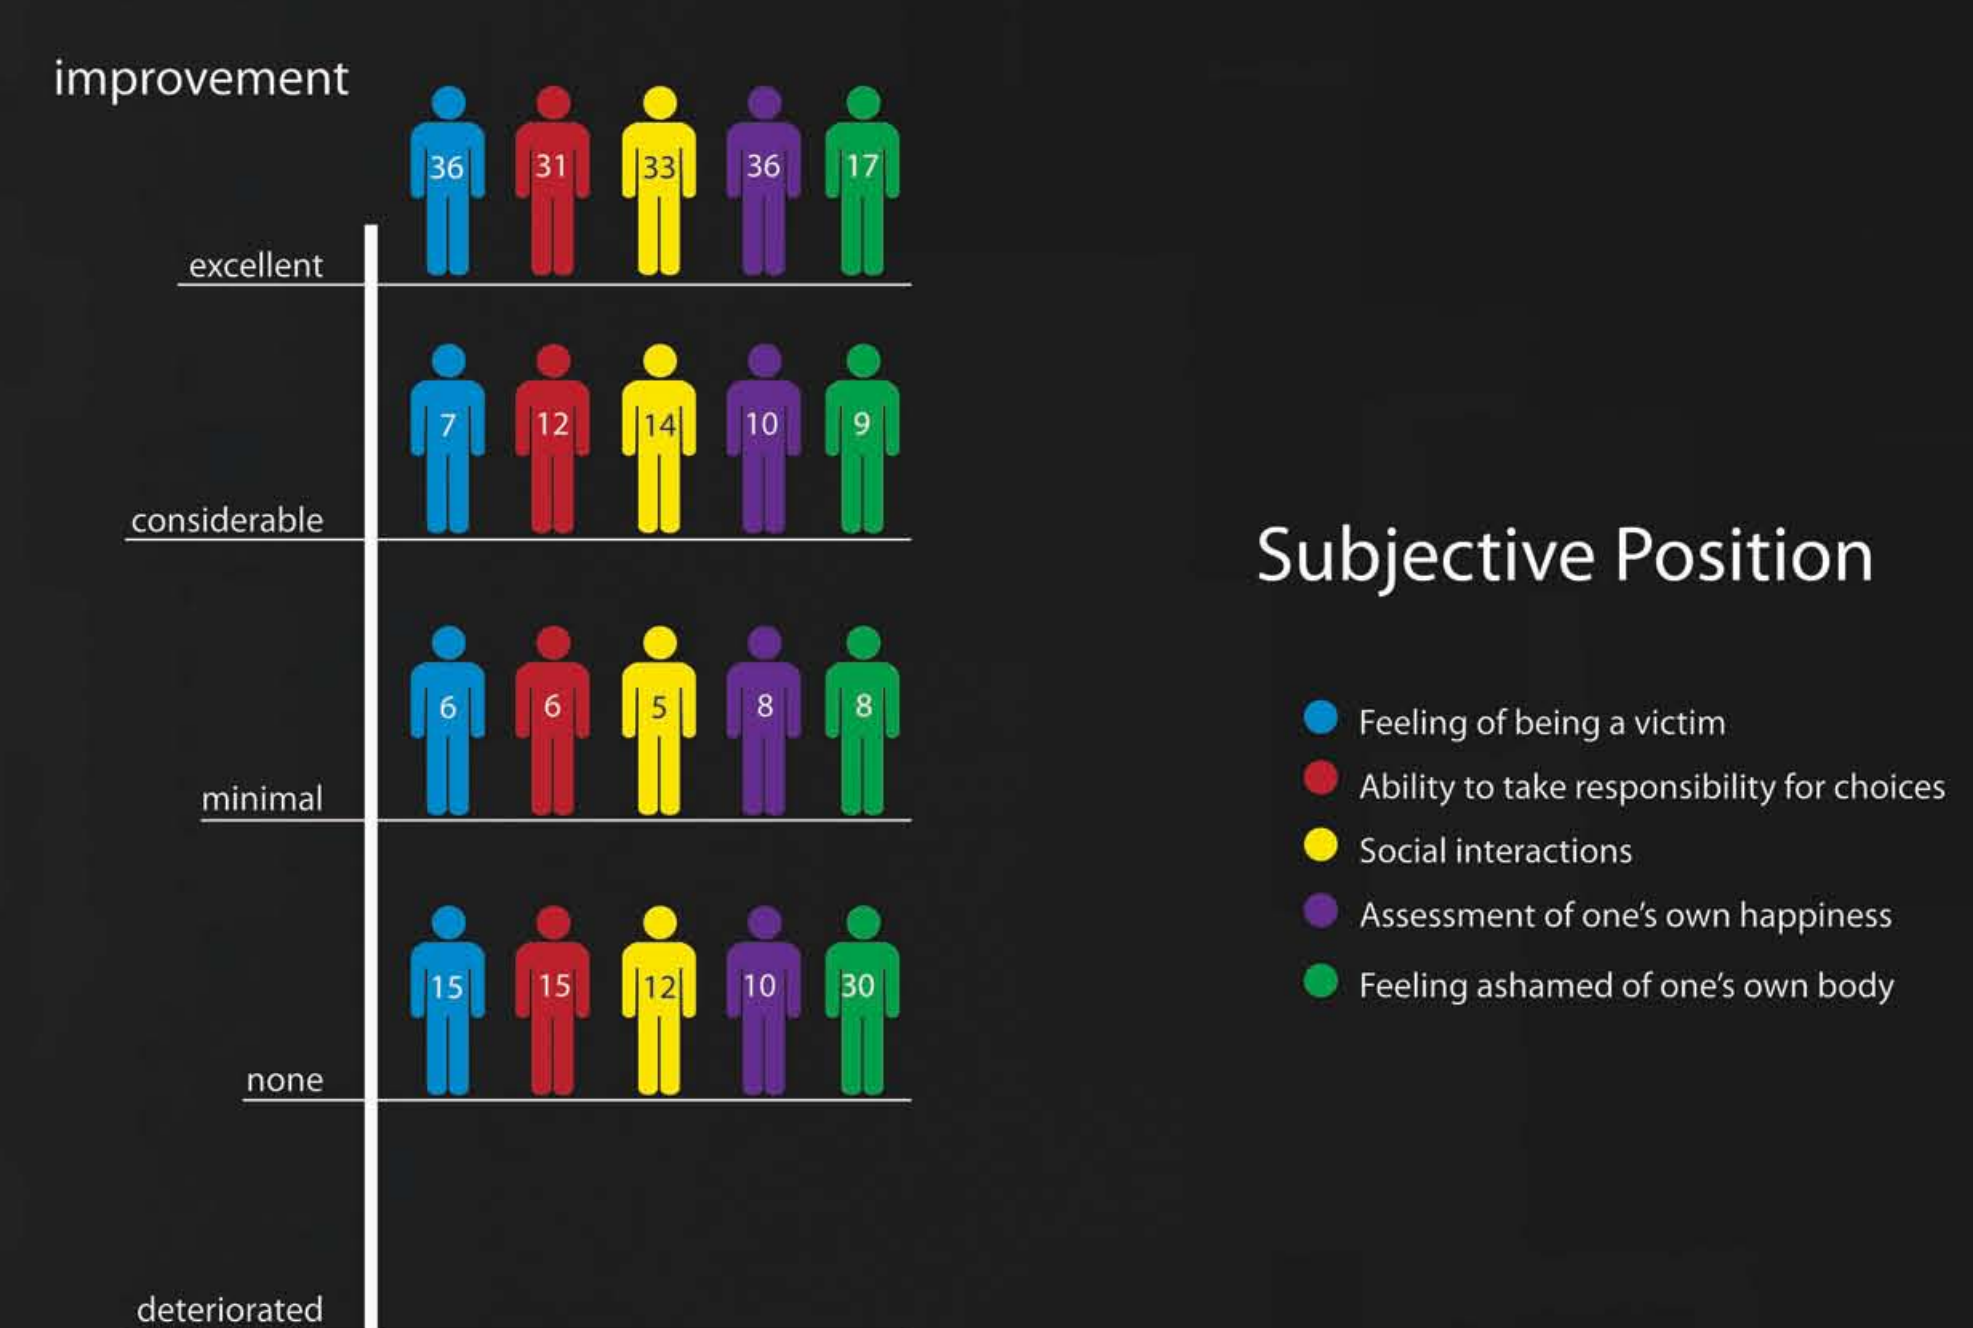 improvement
36 31 33 36 17
excellent
7 12 14 10 9
considerable
6 6 5 8 8
minimal
15 15 12 10 30
none
deteriorated
Subjective Position
Feeling of being a victim
Ability to take responsibility for choices
Social interactions
Assessment of one's own happiness
Feeling ashamed of one's own body